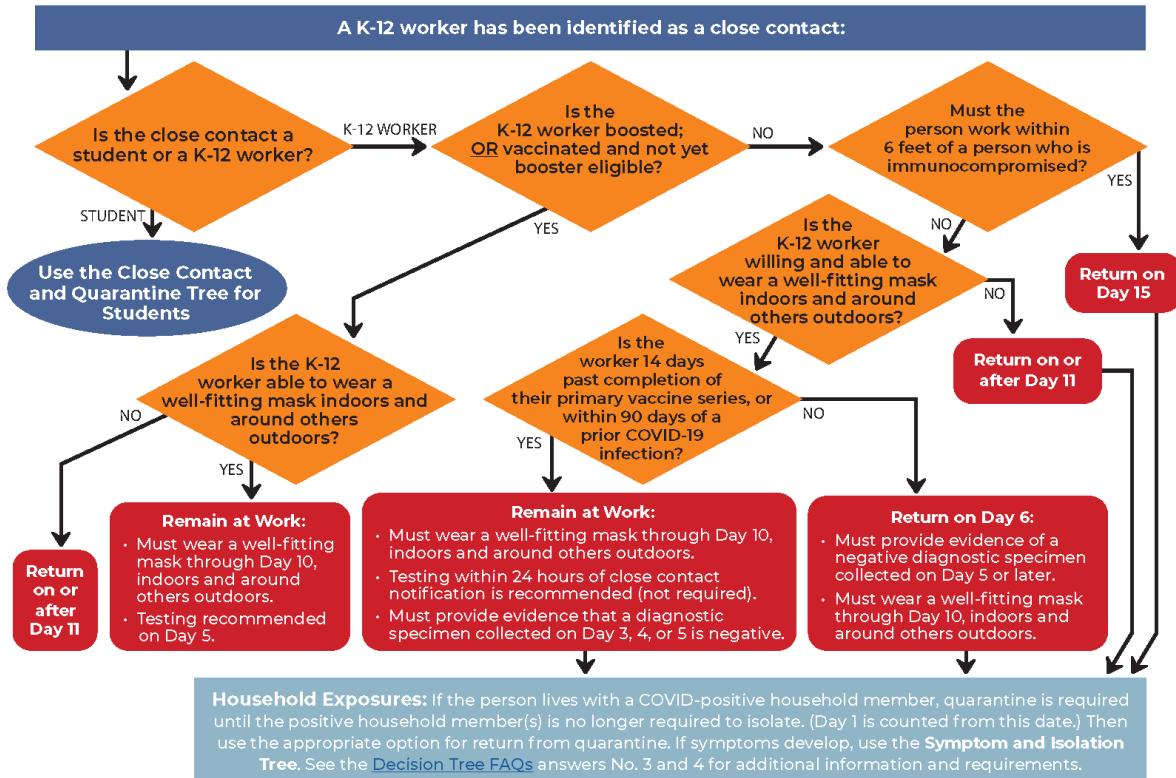 A K-12 worker has been identified as a close contact:
Is the close contact a
student or a K-12 worker?
K-12 WORKER
STUDENT
Use the Close Contact
and Quarantine Tree for
Students
Is the
K-12 worker boosted;
OR vaccinated and not yet
booster eligible?
NO
YES
Must the
person work within
6 feet of a person who is
immunocompromised?
YES
NO
Return on
Day 15
Is the
K-12 worker
willing and able to
wear a well-fitting mask
indoors and around
others outdoors?
NO
YES
Return on or
after Day 11
Is the K-12
worker able to wear a
well-fitting mask indoors and
around others
outdoors?
NO
YES
Is the
worker 14 days
past completion of
their primary vaccine series, or
within 90 days of a
prior COVID-19
infection?
YES
NO
Return
on or
after
Day 11
Remain at Work:
• Must wear a well-fitting
mask through Day 10,
indoors and around
others outdoors.
• Testing recommended
on Day 5.
Remain at Work:
• Must wear a well-fitting mask through Day 10,
indoors and around others outdoors.
• Testing within 24 hours of close contact
notification is recommended (not required).
• Must provide evidence that a diagnostic
specimen collected on Day 3, 4, or 5 is negative.
Return on Day 6:
• Must provide evidence of a
negative diagnostic specimen
collected on Day 5 or later.
• Must wear a well-fitting mask
through Day 10, indoors and
around others outdoors.
Household Exposures: If the person lives with a COVID-positive household member, quarantine is required
until the positive household member(s) is no longer required to isolate. (Day 1 is counted from this date.) Then
use the appropriate option for return from quarantine. If symptoms develop, use the Symptom and Isolation
Tree. See the Decision Tree FAQs answers No. 3 and 4 for additional information and requirements.